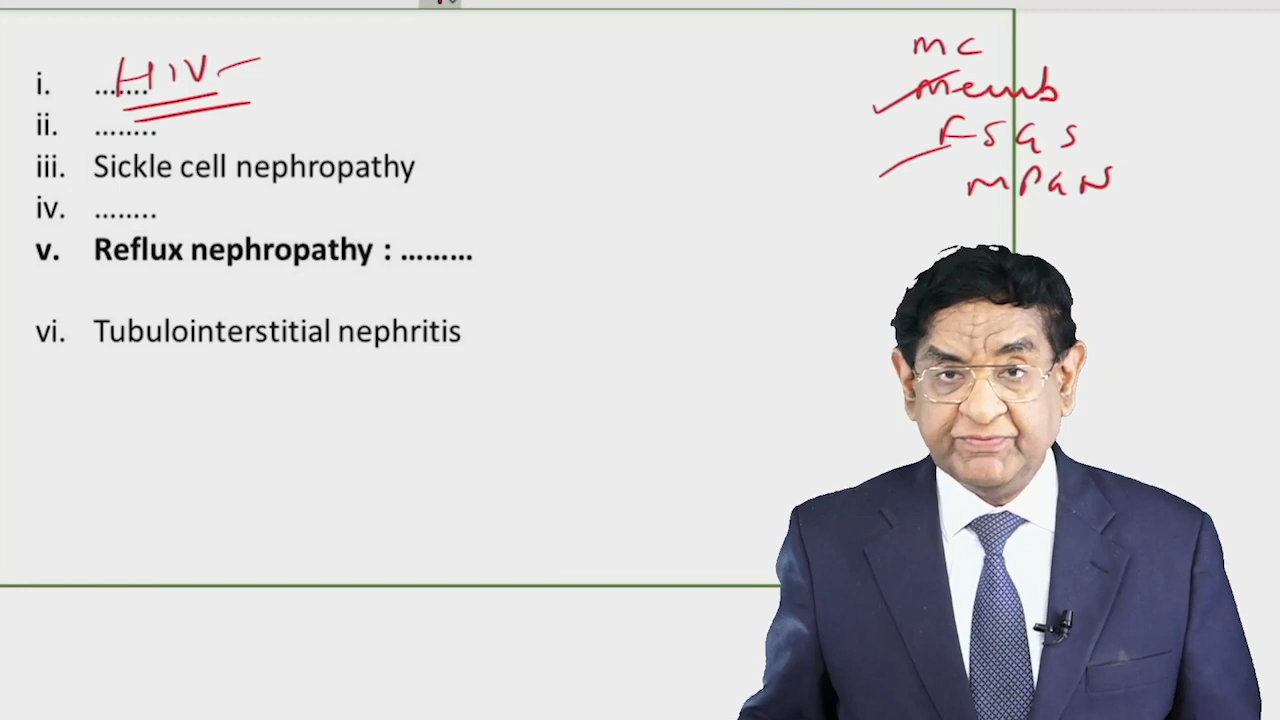 i. ....... HIV
ii. ........
iii. Sickle cell nephropathy
iv. ........
v. Reflux nephropathy : .........
vi. Tubulointerstitial nephritis
MC
Memb
FSGS
MPGN